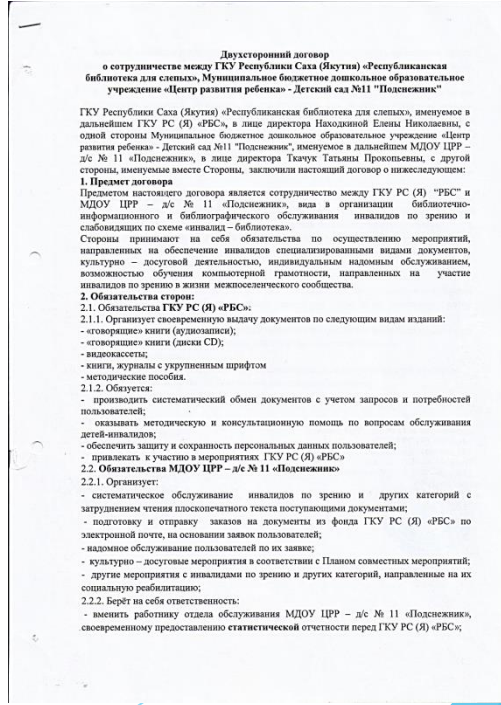 Двухсторонний договор
о сотрудничестве между ГКУ Республики Саха (Якутия) «Республиканская
библиотека для слепых», Муниципальное бюджетное дошкольное образовательное
учреждение «Центр развития ребенка» - Детский сад №11 "Подснежник"
ГКУ Республики Саха (Якутия) «Республиканская библиотека для слепых», именуемое в
дальнейшем ГКУ РС (Я) «РБС», в лице директора Находкиной Елены Николаевны, с
одной стороны Муниципальное бюджетное дошкольное образовательное учреждение «Центр
развития ребенка» - Детский сад №11 "Подснежник", именуемое в дальнейшем МДОУ ЦРР –
д/с № 11 «Подснежник», в лице директора Ткачук Татьяны Прокопьевны, с другой
стороны, именуемые вместе Стороны, заключили настоящий договор о нижеследующем:
1. Предмет договора
Предметом настоящего договора является сотрудничество между ГКУ РС (Я) “РБС” и
МДОУ ЦРР – д/с № 11 «Подснежник», вида в организации библиотечно-
информационного и библиографического обслуживания инвалидов по зрению и
слабовидящих по схеме «инвалид – библиотека».
Стороны принимают на себя обязательства по осуществлению мероприятий,
направленных на обеспечение инвалидов специализированными видами документов,
культурно – досуговой деятельностью, индивидуальным надомным обслуживанием,
возможностью обучения компьютерной грамотности, направленных на участие
инвалидов по зрению в жизни межпоселенческого сообщества.
2. Обязательства сторон:
2.1. Обязательства ГКУ РС (Я) «РБС»:
2.1.1. Организует своевременную выдачу документов по следующим видам изданий:
- «говорящие» книги (аудиозаписи);
- «говорящие» книги (диски CD);
- видеокассеты;
- книги, журналы с укрупненным шрифтом
- методические пособия.
2.1.2. Обязуется:
- производить систематический обмен документов с учетом запросов и потребностей
пользователей;
- оказывать методическую и консультационную помощь по вопросам обслуживания
детей-инвалидов;
- обеспечить защиту и сохранность персональных данных пользователей;
- привлекать к участию в мероприятиях ГКУ РС (Я) «РБС»
2.2. Обязательства МДОУ ЦРР – д/с № 11 «Подснежник»
2.2.1. Организует:
- систематическое обслуживание инвалидов по зрению и других категорий с
затруднением чтения плоскопечатного текста поступающими документами;
- подготовку и отправку заказов на документы из фонда ГКУ РС (Я) «РБС» по
электронной почте, на основании заявок пользователей;
- надомное обслуживание пользователей по их заявке;
- культурно – досуговые мероприятия в соответствии с Планом совместных мероприятий;
- другие мероприятия с инвалидами по зрению и других категорий, направленные на их
социальную реабилитацию;
2.2.2. Берёт на себя ответственность:
- вменить работнику отдела обслуживания МДОУ ЦРР – д/с № 11 «Подснежник»,
своевременному предоставлению статистической отчетности перед ГКУ РС (Я) «РБС»;